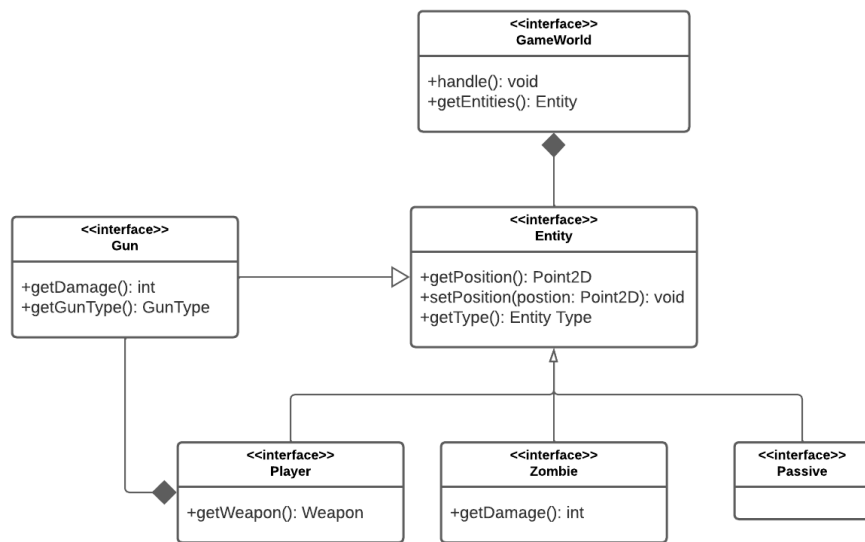 <<interface>>
GameWorld
+handle(): void
+getEntities(): Entity
<<interface>>
Gun
+getDamage(): int
+getGunType(): GunType
<<interface>>
Entity
+getPosition(): Point2D
+setPosition(postion: Point2D): void
+getType(): Entity Type
<<interface>>
Player
+getWeapon(): Weapon
<<interface>>
Zombie
+getDamage(): int
<<interface>>
Passive